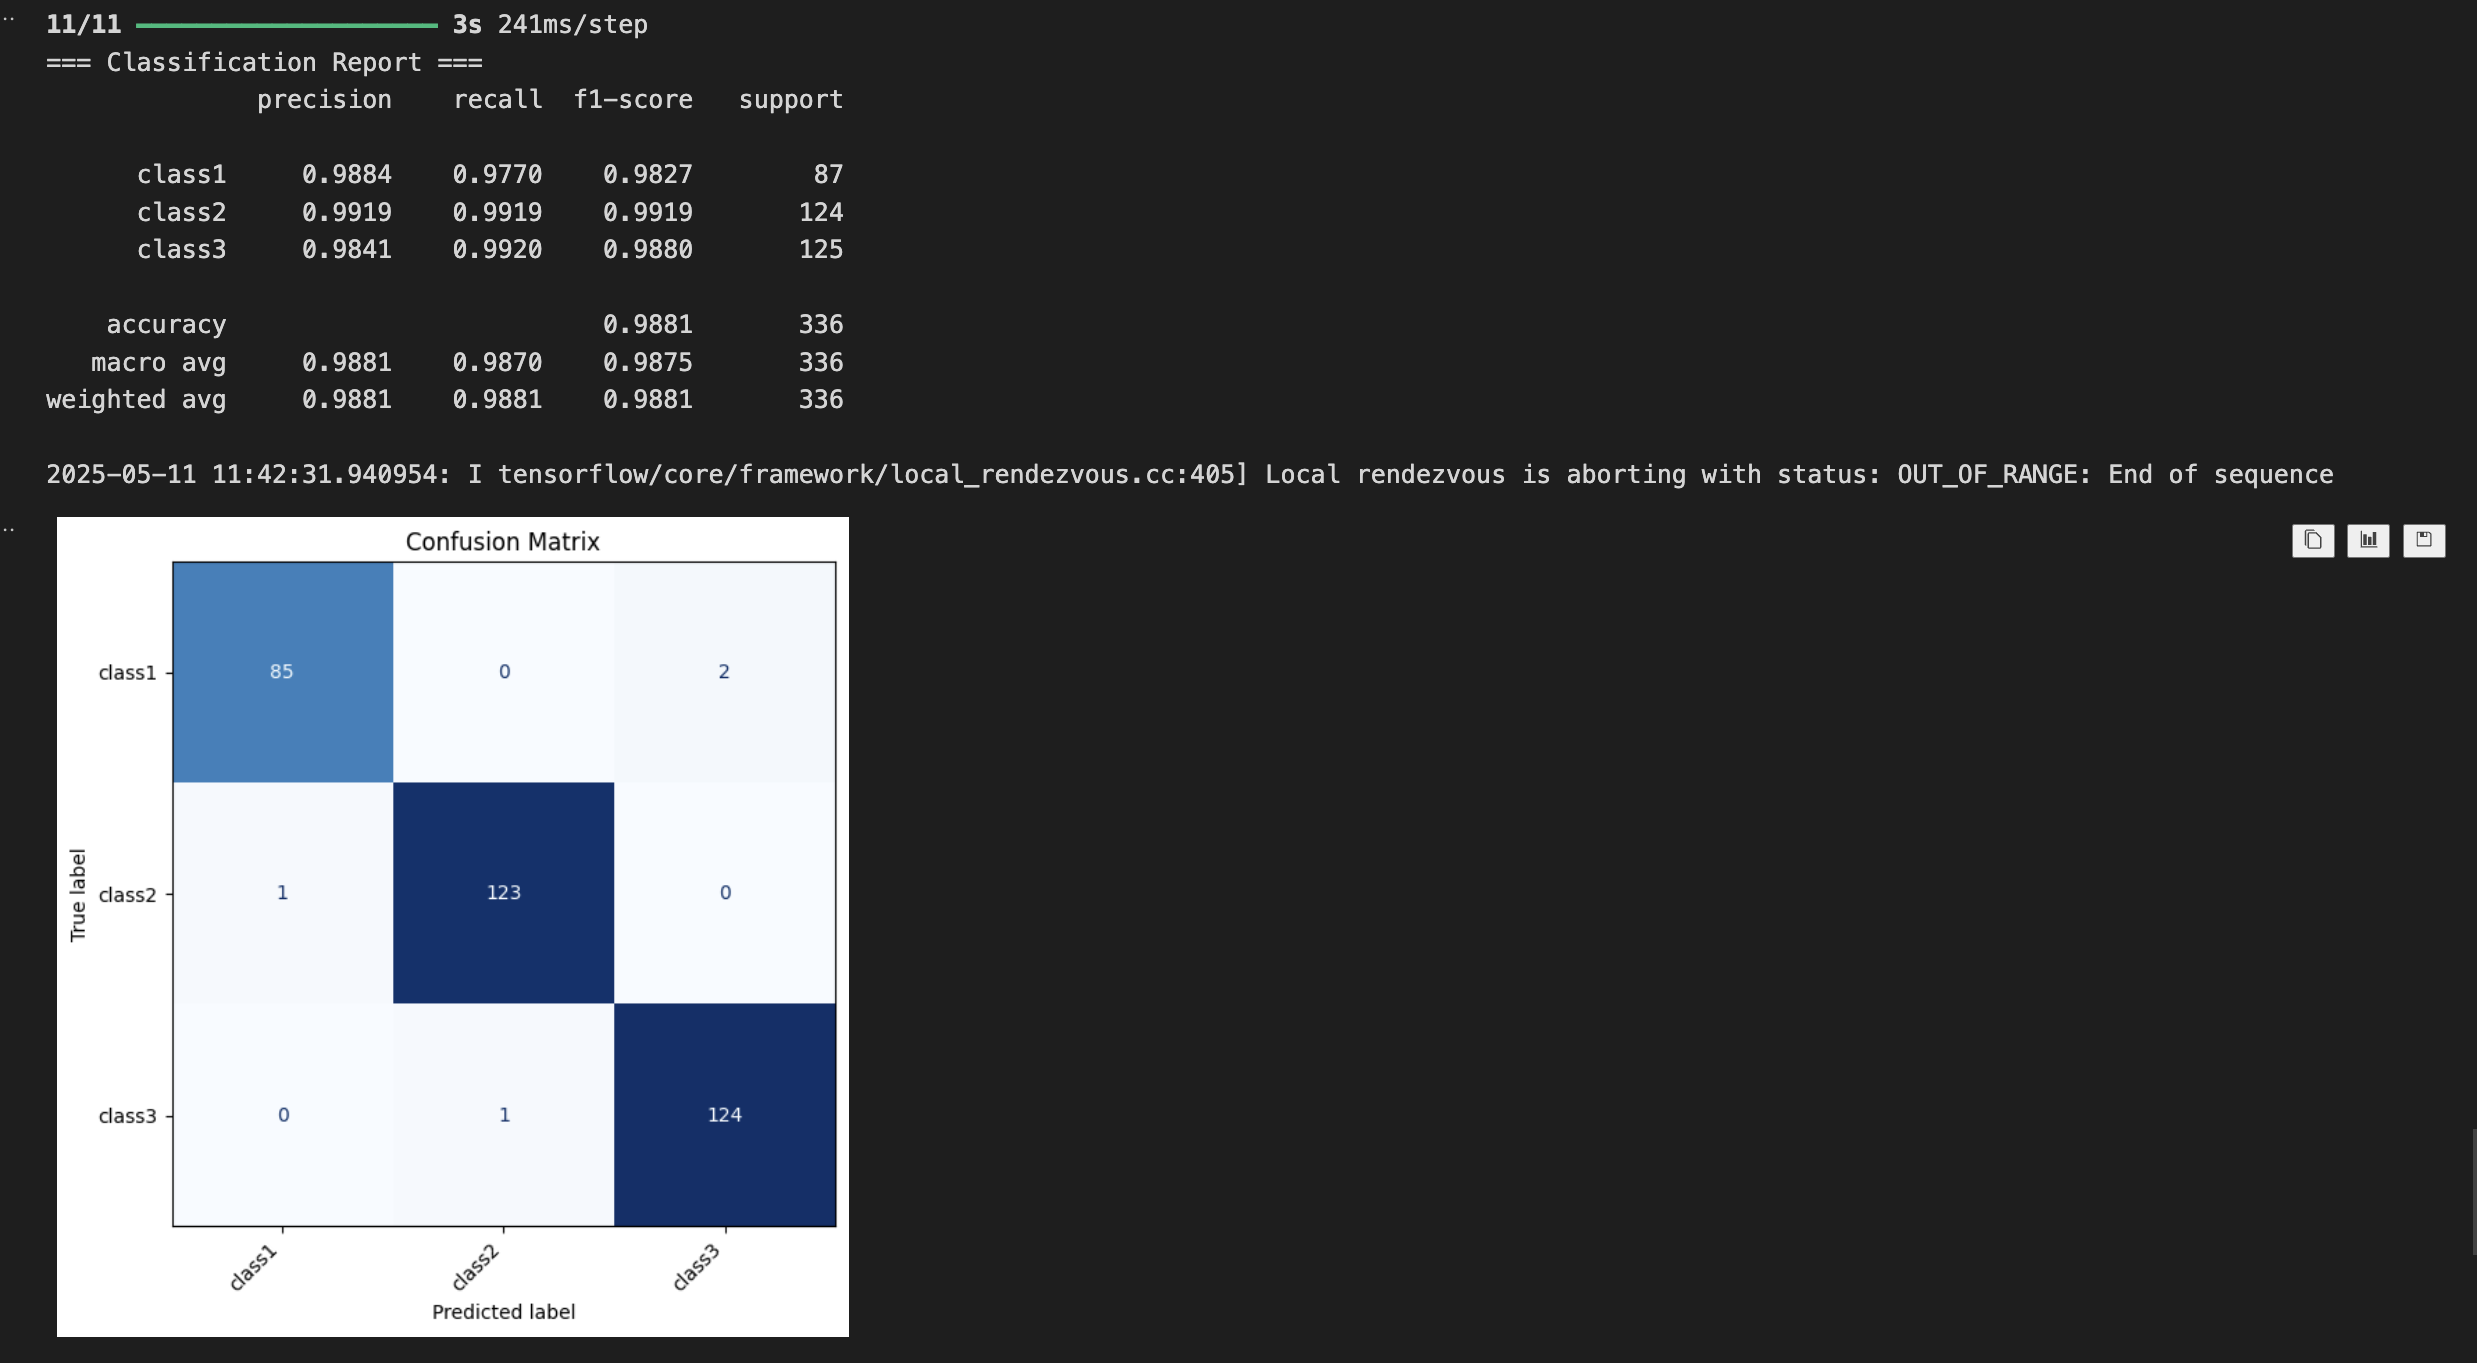 11/11 3s 241ms/step
=== Classification Report ===
precision recall f1-score support
class1 0.9884 0.9770 0.9827 87
class2 0.9919 0.9919 0.9919 124
class3 0.9841 0.9920 0.9880 125
accuracy 0.9881 336
macro avg 0.9881 0.9870 0.9875 336
weighted avg 0.9881 0.9881 0.9881 336
2025-05-11 11:42:31.940954: I tensorflow/core/framework/local_rendezvous.cc:405] Local rendezvous is aborting with status: OUT_OF_RANGE: End of sequence
Confusion Matrix
class1 85 0 2
class2 1 123 0
class3 0 1 124
True label
class1 class2 class3
Predicted label